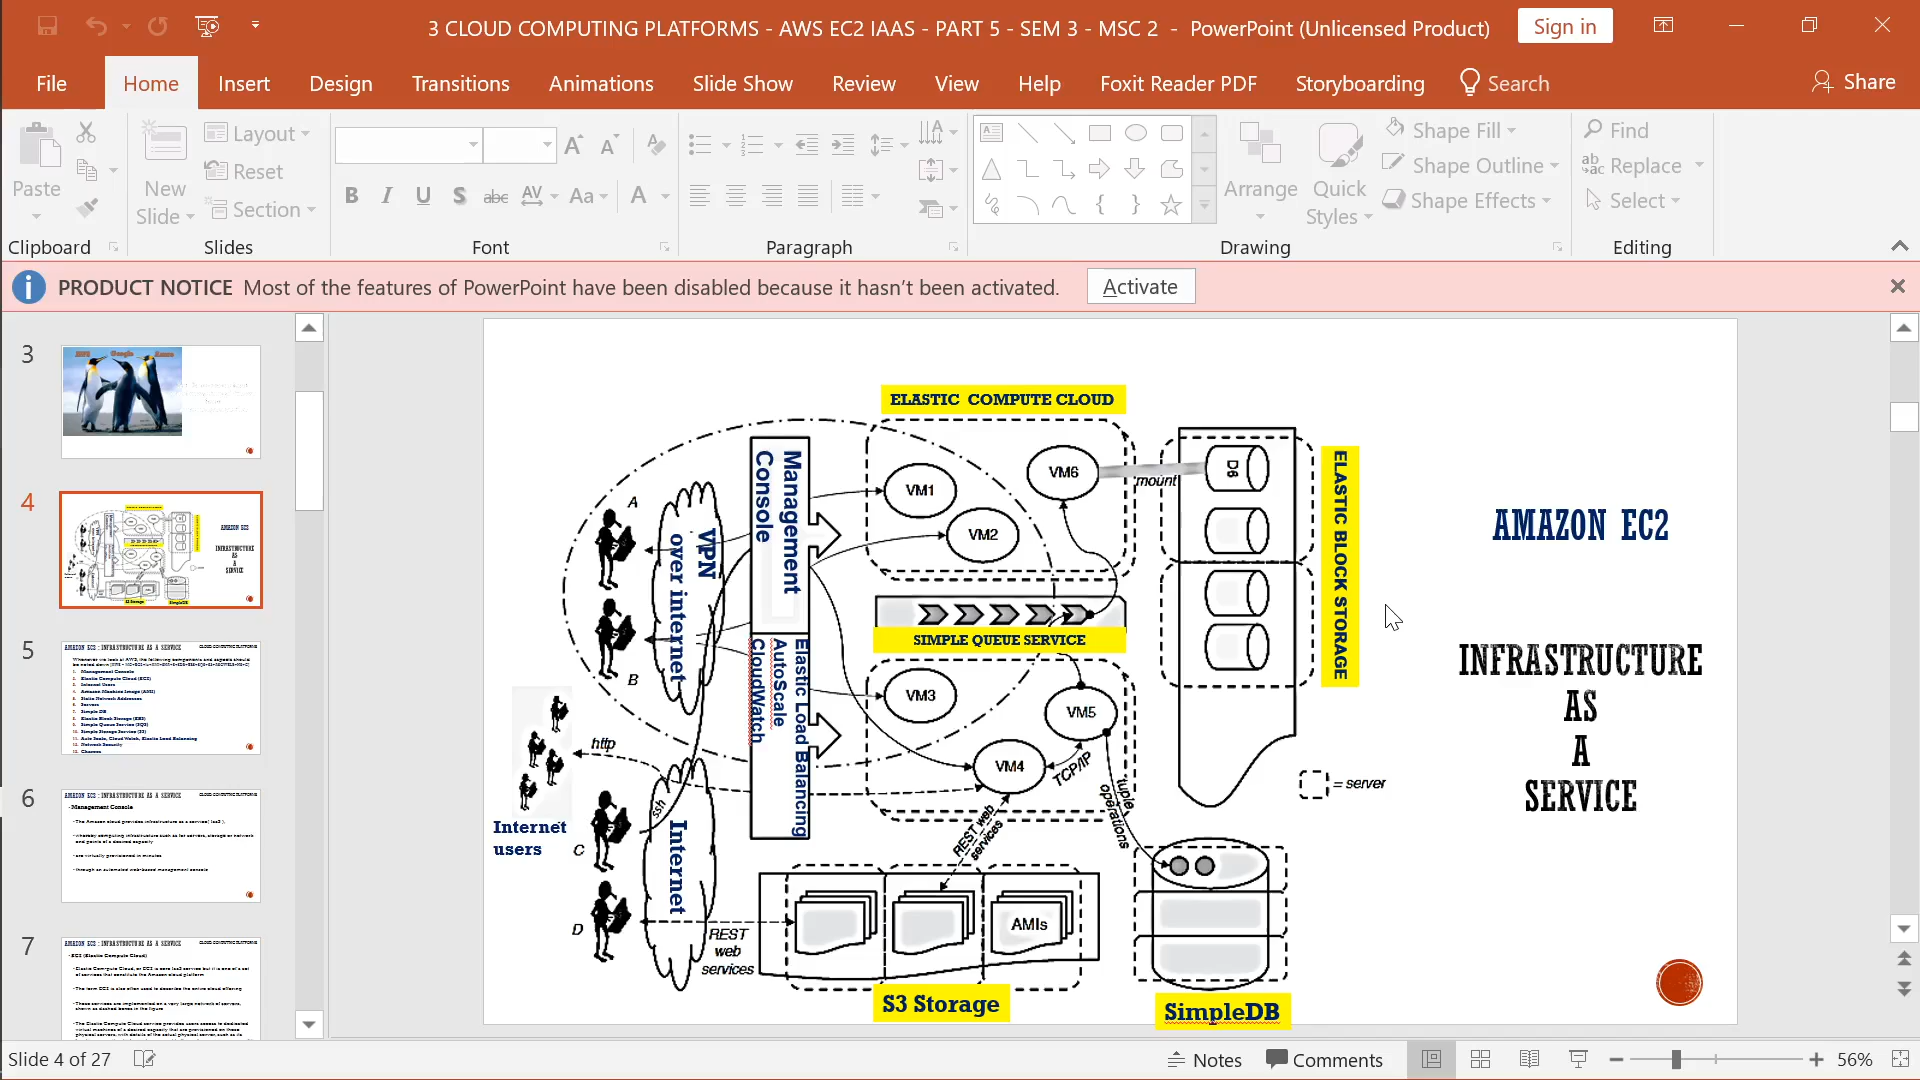 3 CLOUD COMPUTING PLATFORMS - AWS EC2 IAAS - PART 5 - SEM 3 - MSC 2 - PowerPoint (Unlicensed Product)
Sign in
File Home Insert Design Transitions Animations Slide Show Review View Help Foxit Reader PDF Storyboarding Search Share
Paste
New Slide
Layout
Reset
Section
Arrange
Quick Styles
Shape Fill
Shape Outline
Shape Effects
Find
Replace
Select
Clipboard Slides Font Paragraph Drawing Editing
PRODUCT NOTICE Most of the features of PowerPoint have been disabled because it hasn't been activated. Activate
3
4
5
6
7
ELASTIC COMPUTE CLOUD
Management Console
VM1
VM2
VM6
mount
D6
ELASTIC BLOCK STORAGE
A
VPN over internet
B
SIMPLE QUEUE SERVICE
Elastic Load Balancing
AutoScale
CloudWatch
VM3
VM5
VM4
TCP/IP
tuple operations
= server
http
ssh
Internet users
C
Internet
D
REST web services
REST web services
AMIs
S3 Storage
SimpleDB
AMAZON EC2
INFRASTRUCTURE
AS
A
SERVICE
Slide 4 of 27
Notes Comments 56%